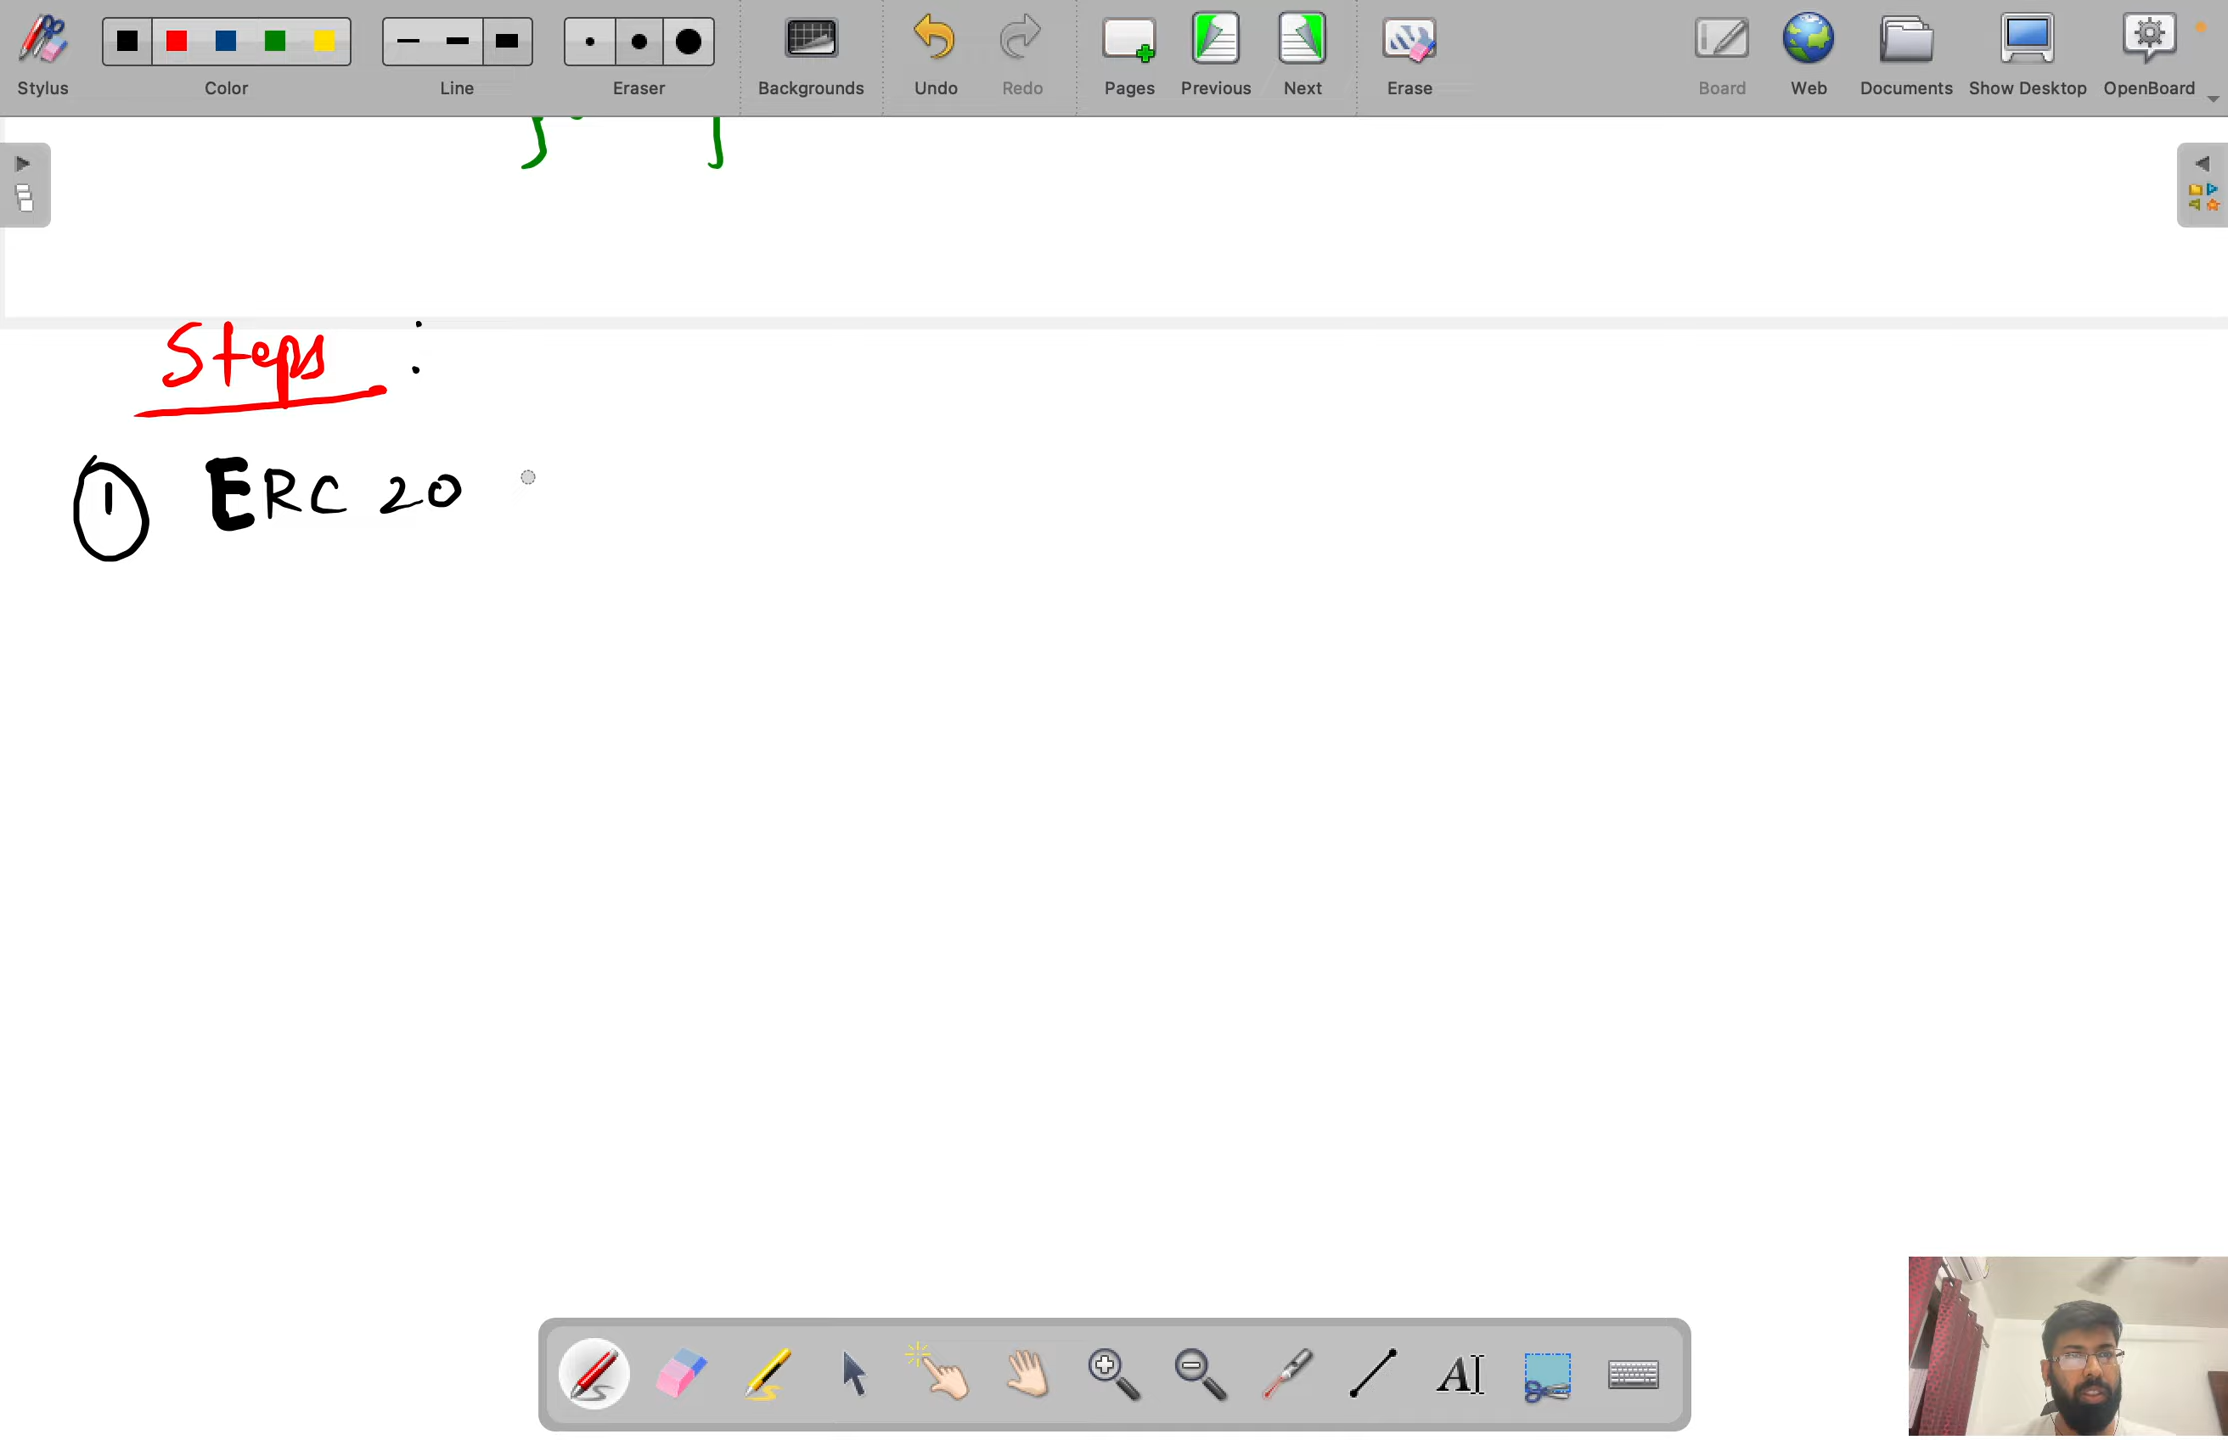 Stylus Color Line Eraser Backgrounds Undo Redo Pages Previous Next Erase Board Web Documents Show Desktop OpenBoard
Steps :
1 ERC 20
AI